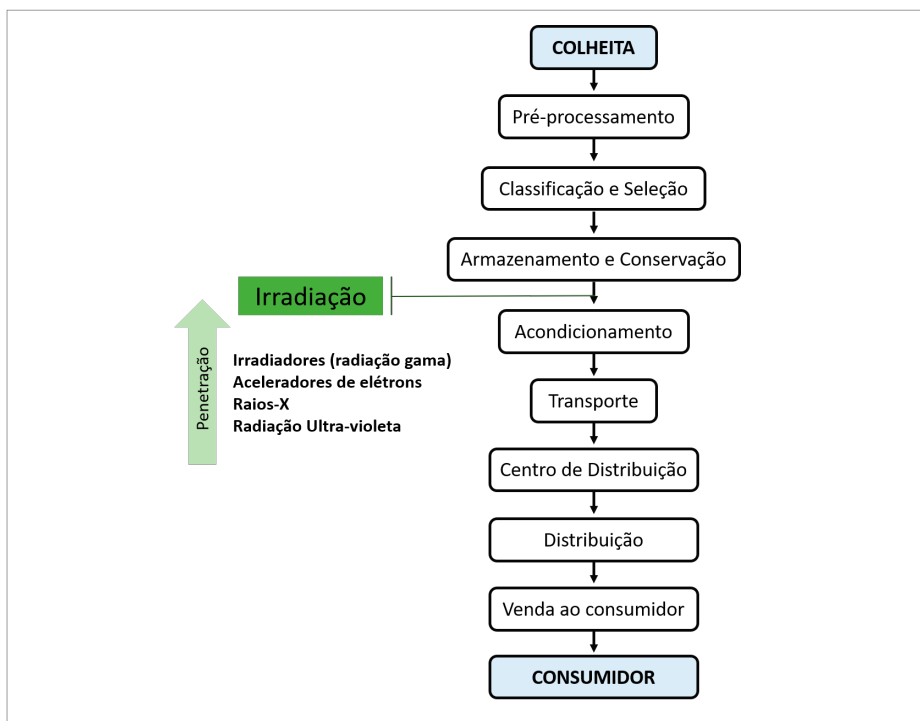 COLHEITA
Pré-processamento
Classificação e Seleção
Armazenamento e Conservação
Irradiação
Acondicionamento
Penetração
Irradiadores (radiação gama)
Aceleradores de elétrons
Raios-X
Radiação Ultra-violeta
Transporte
Centro de Distribuição
Distribuição
Venda ao consumidor
CONSUMIDOR